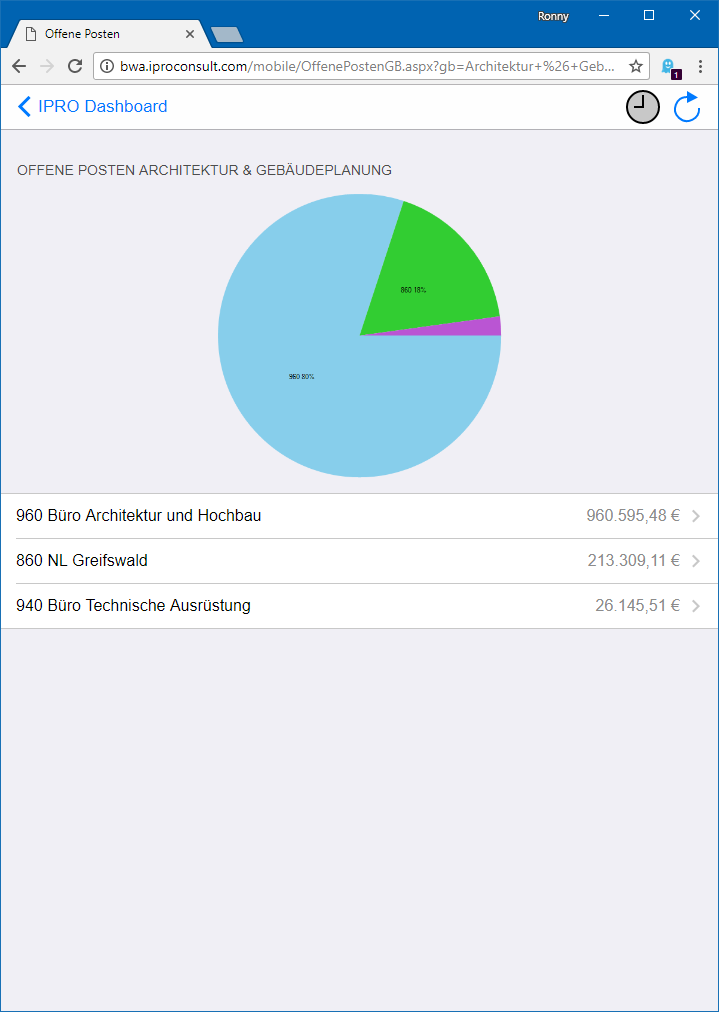 Ronny
Offene Posten
bwa.iproconsult.com/mobile/OffenePostenGB.aspx?gb=Architektur+%26+Geb...
1
IPRO Dashboard
OFFENE POSTEN ARCHITEKTUR & GEBÄUDEPLANUNG
860 18%
960 80%
960 Büro Architektur und Hochbau 960.595,48 €
860 NL Greifswald 213.309,11 €
940 Büro Technische Ausrüstung 26.145,51 €